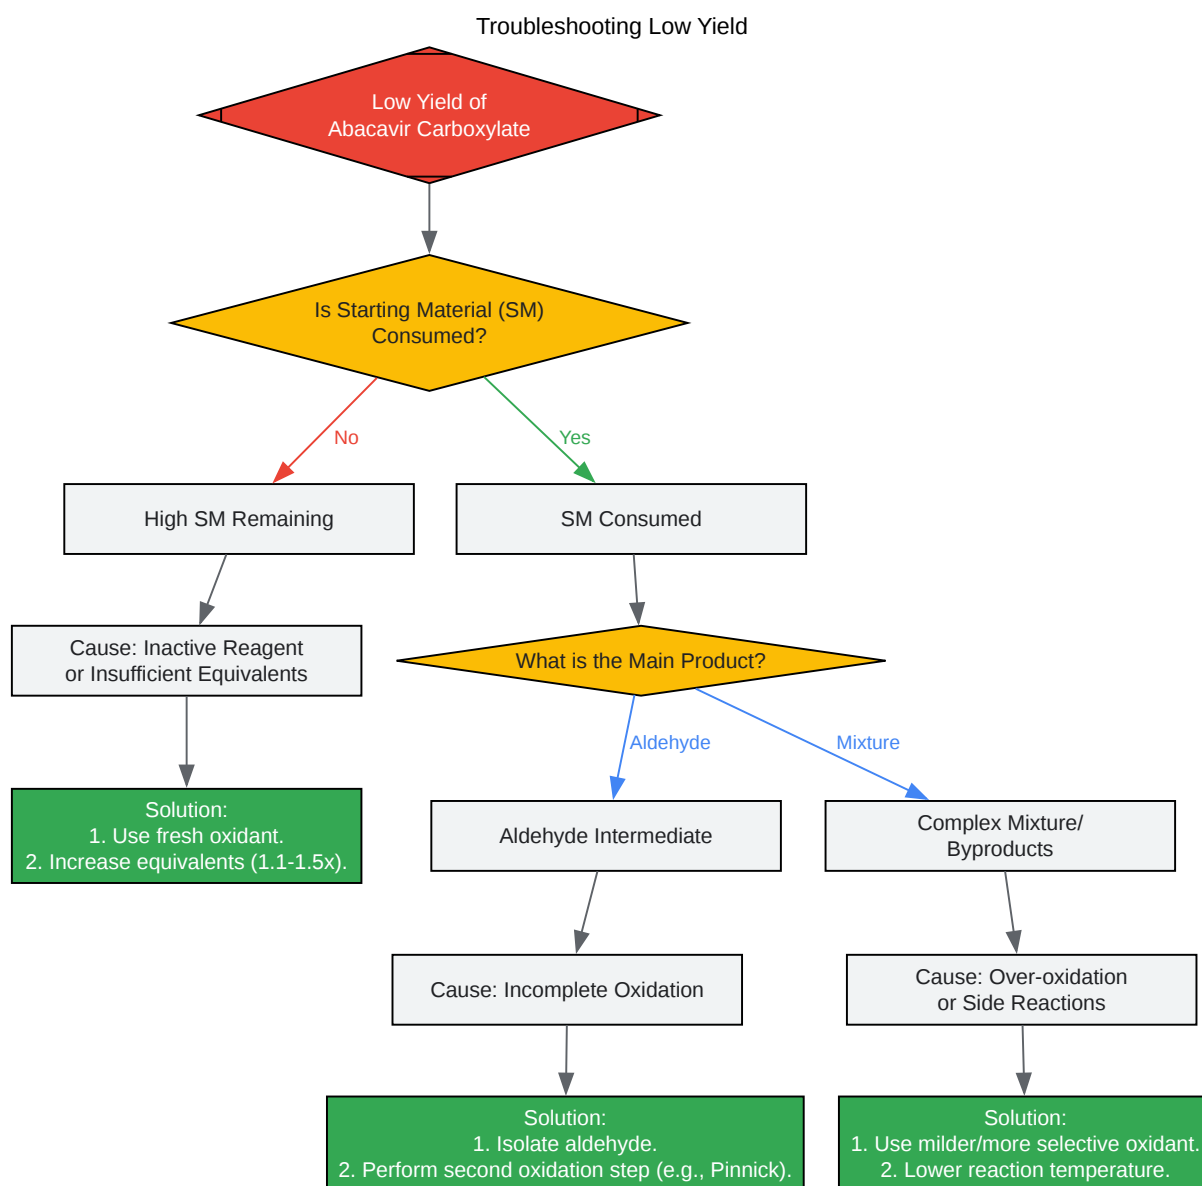 Troubleshooting Low Yield
Low Yield of
Abacavir Carboxylate
Is Starting Material (SM)
Consumed?
No
Yes
High SM Remaining
SM Consumed
Cause: Inactive Reagent
or Insufficient Equivalents
What is the Main Product?
Aldehyde
Mixture
Solution:
1. Use fresh oxidant.
2. Increase equivalents (1.1-1.5x).
Aldehyde Intermediate
Complex Mixture/
Byproducts
Cause: Incomplete Oxidation
Cause: Over-oxidation
or Side Reactions
Solution:
1. Isolate aldehyde.
2. Perform second oxidation step (e.g., Pinnick).
Solution:
1. Use milder/more selective oxidant.
2. Lower reaction temperature.